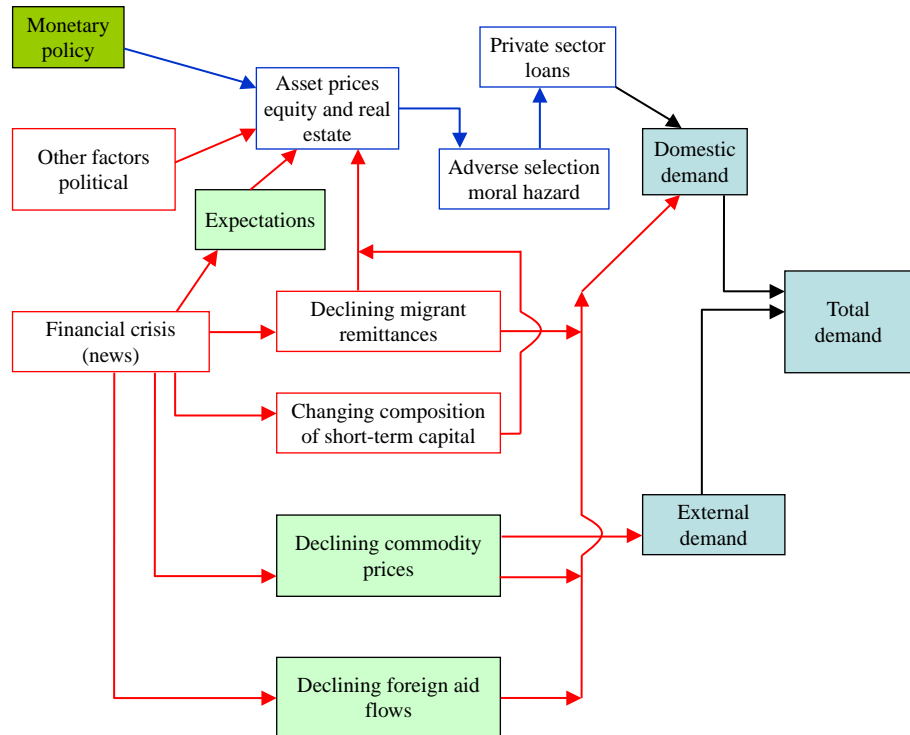 Monetary
policy
Private sector
loans
Asset prices
equity and real
estate
Other factors
political
Adverse selection
moral hazard
Domestic
demand
Expectations
Financial crisis
(news)
Declining migrant
remittances
Total
demand
Changing composition
of short-term capital
External
demand
Declining commodity
prices
Declining foreign aid
flows